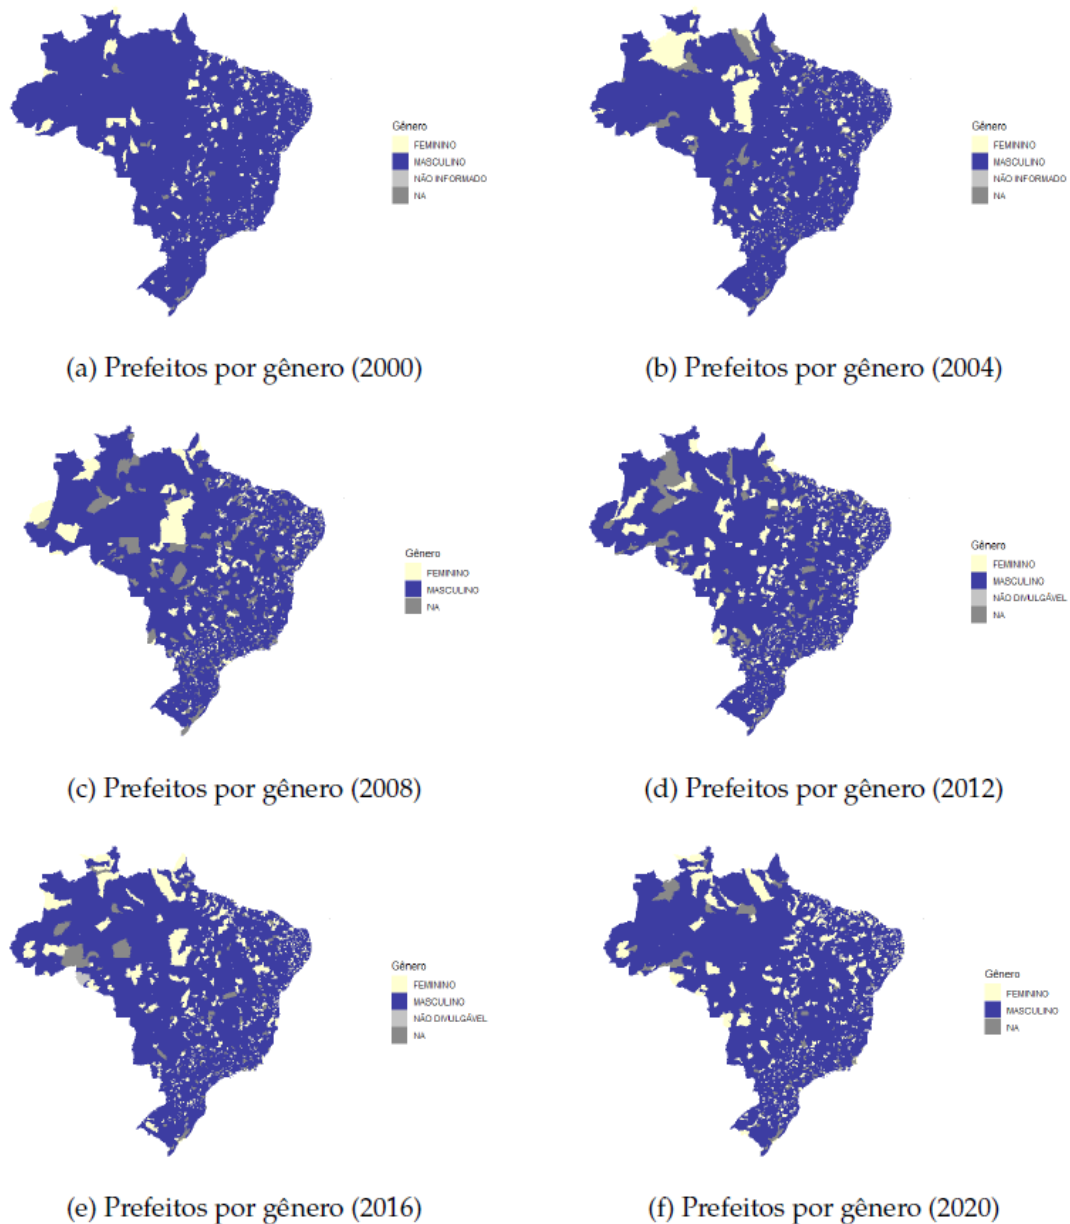 Gênero
FEMININO
MASCULINO
NÃO INFORMADO
NA
(a) Prefeitos por gênero (2000)
Gênero
FEMININO
MASCULINO
NÃO INFORMADO
NA
(b) Prefeitos por gênero (2004)
Gênero
FEMININO
MASCULINO
NA
(c) Prefeitos por gênero (2008)
Gênero
FEMININO
MASCULINO
NÃO DIVULGÁVEL
NA
(d) Prefeitos por gênero (2012)
Gênero
FEMININO
MASCULINO
NÃO DIVULGÁVEL
NA
(e) Prefeitos por gênero (2016)
Gênero
FEMININO
MASCULINO
NA
(f) Prefeitos por gênero (2020)